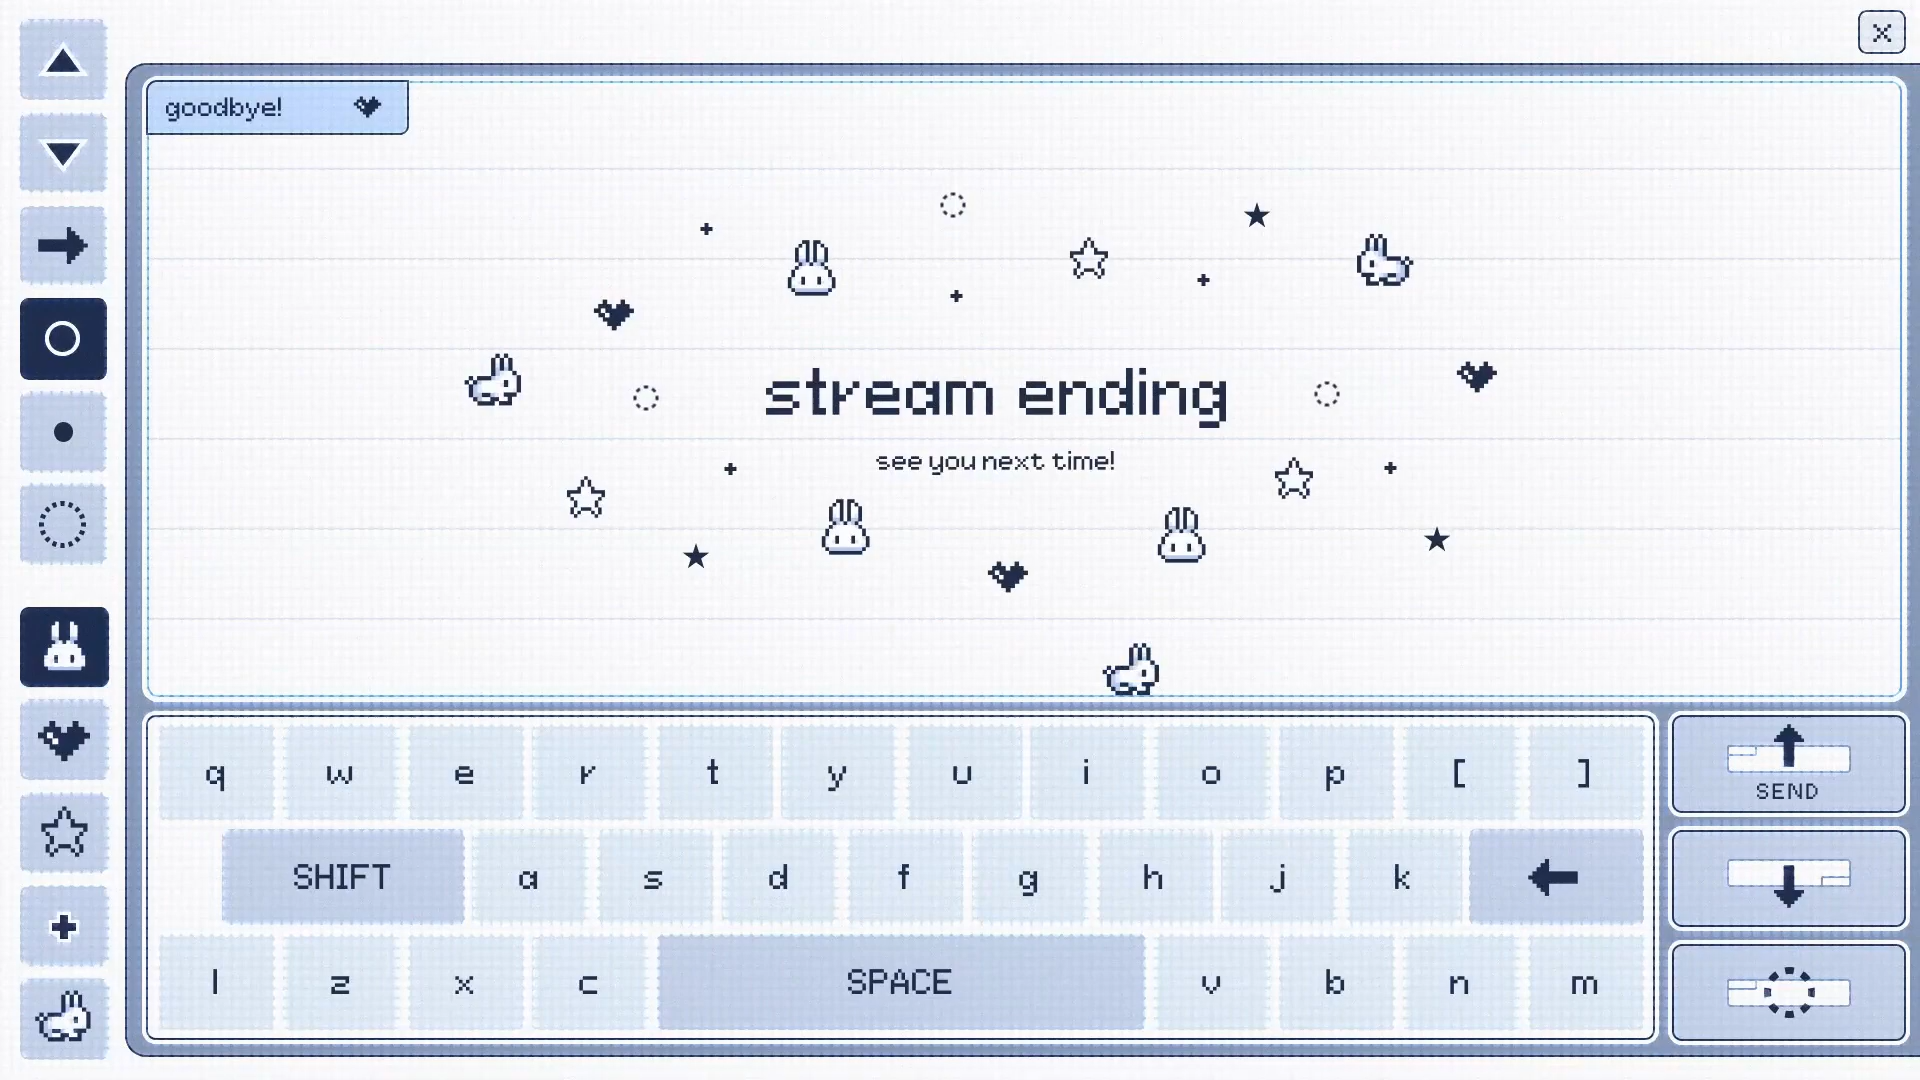 goodbye!
stream ending
see you next time!
q w e r t y u i o p [ ]
SHIFT a s d f g h j k
l z x c SPACE v b n m
SEND